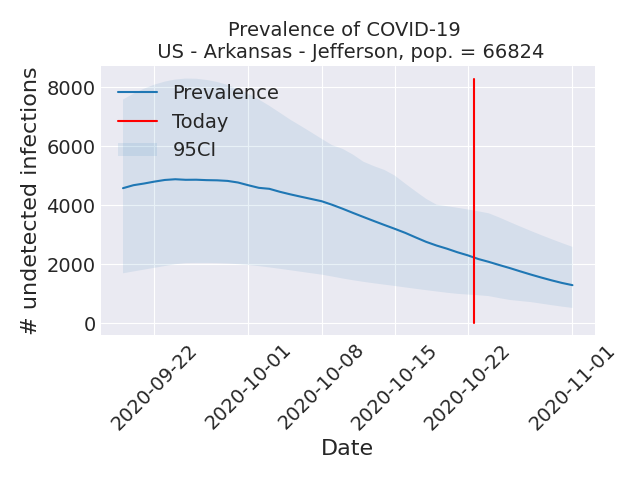 Prevalence of COVID-19
US - Arkansas - Jefferson, pop. = 66824
# undetected infections
8000
6000
4000
2000
0
Prevalence
Today
95CI
2020-09-22
2020-10-01
2020-10-08
2020-10-15
2020-10-22
2020-11-01
Date